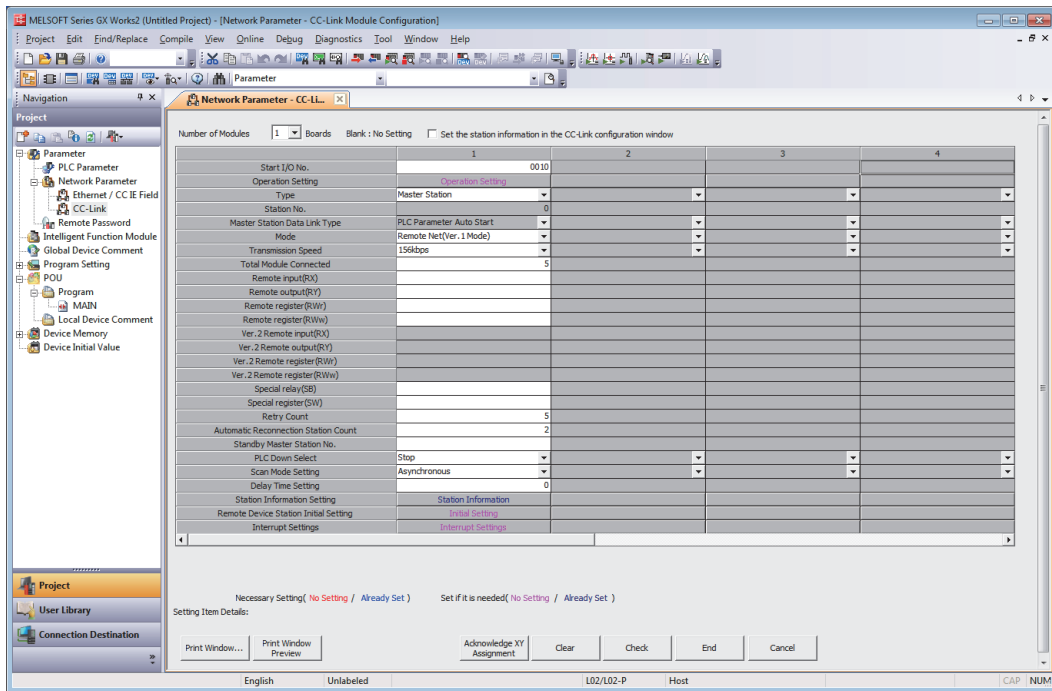 MELSOFT Series GX Works2 (Untitled Project) - [Network Parameter - CC-Link Module Configuration]
Project Edit Find/Replace Compile View Online Debug Diagnostics Tool Window Help
Parameter
Navigation
Network Parameter - CC-Li...
Project
Number of Modules 1 Boards Blank : No Setting Set the station information in the CC-Link configuration window
Parameter
PLC Parameter
Network Parameter
Ethernet / CC IE Field
CC-Link
Remote Password
Intelligent Function Module
Global Device Comment
Program Setting
POU
Program
MAIN
Local Device Comment
Device Memory
Device Initial Value
1 2 3 4
Start I/O No. 0010
Operation Setting Operation Setting
Type Master Station
Station No. 0
Master Station Data Link Type PLC Parameter Auto Start
Mode Remote Net(Ver.1 Mode)
Transmission Speed 156kbps
Total Module Connected 5
Remote input(RX)
Remote output(RY)
Remote register(RWr)
Remote register(RWw)
Ver.2 Remote input(RX)
Ver.2 Remote output(RY)
Ver.2 Remote register(RWr)
Ver.2 Remote register(RWw)
Special relay(SB)
Special register(SW)
Retry Count 5
Automatic Reconnection Station Count 2
Standby Master Station No.
PLC Down Select Stop
Scan Mode Setting Asynchronous
Delay Time Setting 0
Station Information Setting Station Information
Remote Device Station Initial Setting Initial Setting
Interrupt Settings Interrupt Settings
Project
User Library
Connection Destination
Necessary Setting( No Setting / Already Set ) Set if it is needed( No Setting / Already Set )
Setting Item Details:
Print Window... Print Window Preview Acknowledge XY Assignment Clear Check End Cancel
English Unlabeled L02/L02-P Host CAP NUM